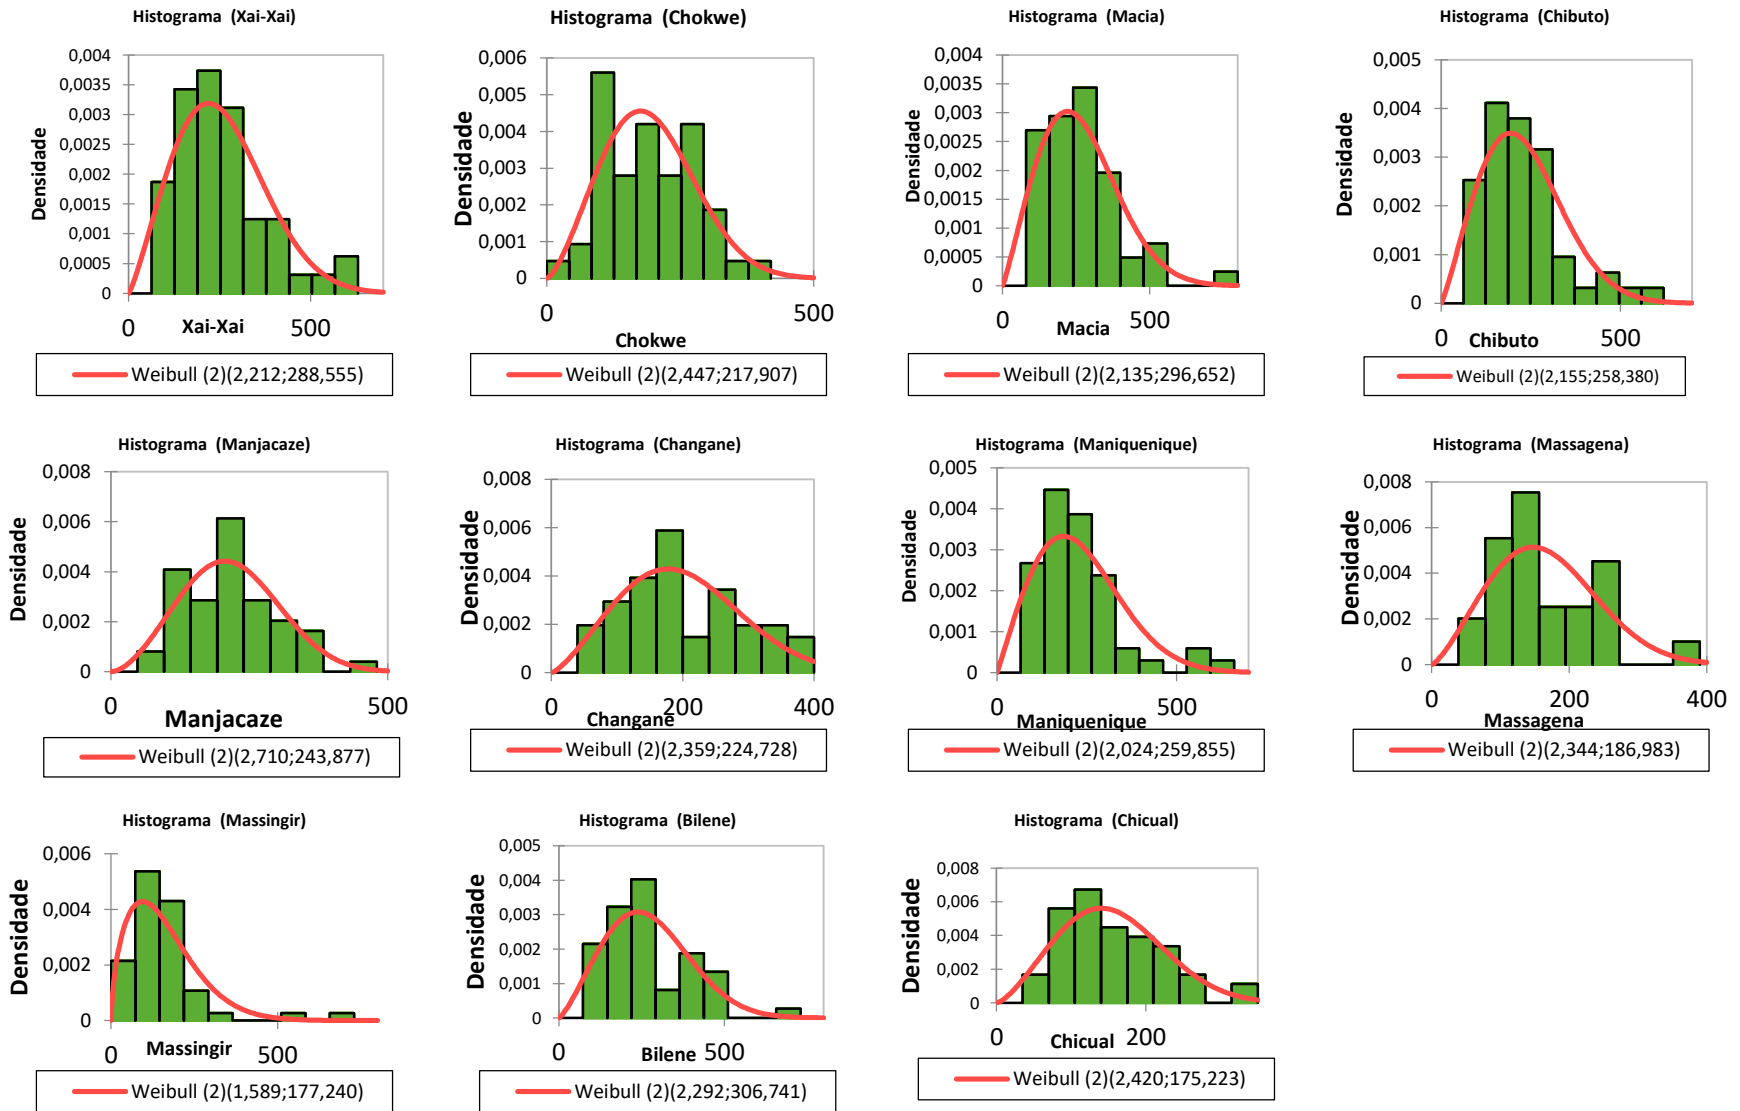 Histograma (Xai-Xai)
Densidade
0,004
0,0035
0,003
0,0025
0,002
0,0015
0,001
0,0005
0
0 500
Xai-Xai
Weibull (2)(2,212;288,555)
Histograma (Chokwe)
Densidade
0,006
0,005
0,004
0,003
0,002
0,001
0
0 500
Chokwe
Weibull (2)(2,447;217,907)
Histograma (Macia)
Densidade
0,004
0,0035
0,003
0,0025
0,002
0,0015
0,001
0,0005
0
0 500
Macia
Weibull (2)(2,135;296,652)
Histograma (Chibuto)
Densidade
0,005
0,004
0,003
0,002
0,001
0
0 500
Chibuto
Weibull (2)(2,155;258,380)
Histograma (Manjacaze)
Densidade
0,008
0,006
0,004
0,002
0
0 500
Manjacaze
Weibull (2)(2,710;243,877)
Histograma (Changane)
Densidade
0,008
0,006
0,004
0,002
0
0 200 400
Changane
Weibull (2)(2,359;224,728)
Histograma (Maniquenique)
Densidade
0,005
0,004
0,003
0,002
0,001
0
0 500
Maniquenique
Weibull (2)(2,024;259,855)
Histograma (Massagena)
Densidade
0,008
0,006
0,004
0,002
0
0 200 400
Massagena
Weibull (2)(2,344;186,983)
Histograma (Massingir)
Densidade
0,006
0,004
0,002
0
0 500
Massingir
Weibull (2)(1,589;177,240)
Histograma (Bilene)
Densidade
0,005
0,004
0,003
0,002
0,001
0
0 500
Bilene
Weibull (2)(2,292;306,741)
Histograma (Chicual)
Densidade
0,008
0,006
0,004
0,002
0
0 200
Chicual
Weibull (2)(2,420;175,223)